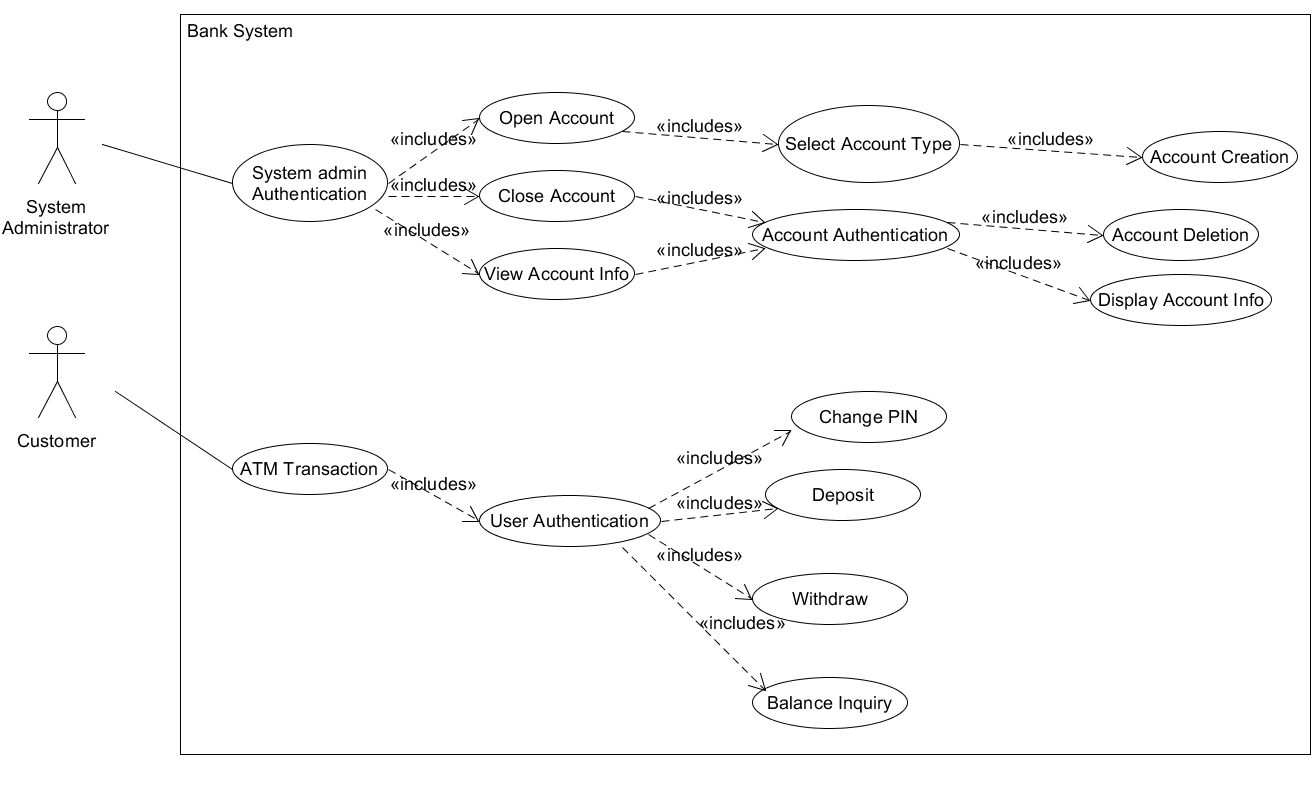 Bank System
System
Administrator
System admin
Authentication
«includes»
Open Account
«includes»
Select Account Type
«includes»
Account Creation
«includes»
Close Account
«includes»
Account Authentication
«includes»
Account Deletion
«includes»
View Account Info
«includes»
«includes»
Display Account Info
Customer
ATM Transaction
«includes»
User Authentication
«includes»
Change PIN
«includes»
Deposit
«includes»
Withdraw
«includes»
Balance Inquiry